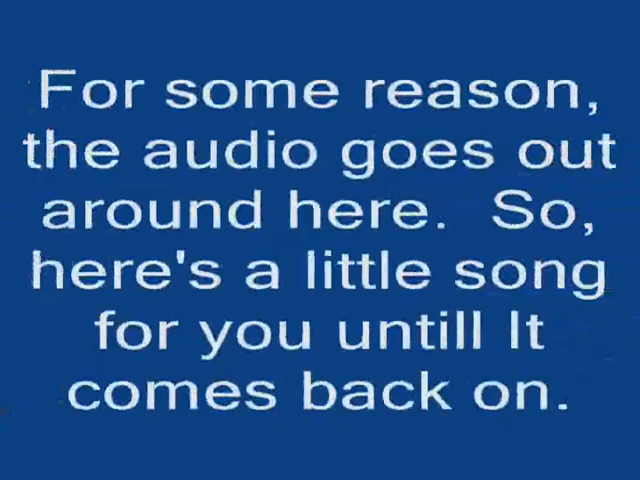 For some reason,
the audio goes out
around here.  So,
here's a little song
for you untill It
comes back on.